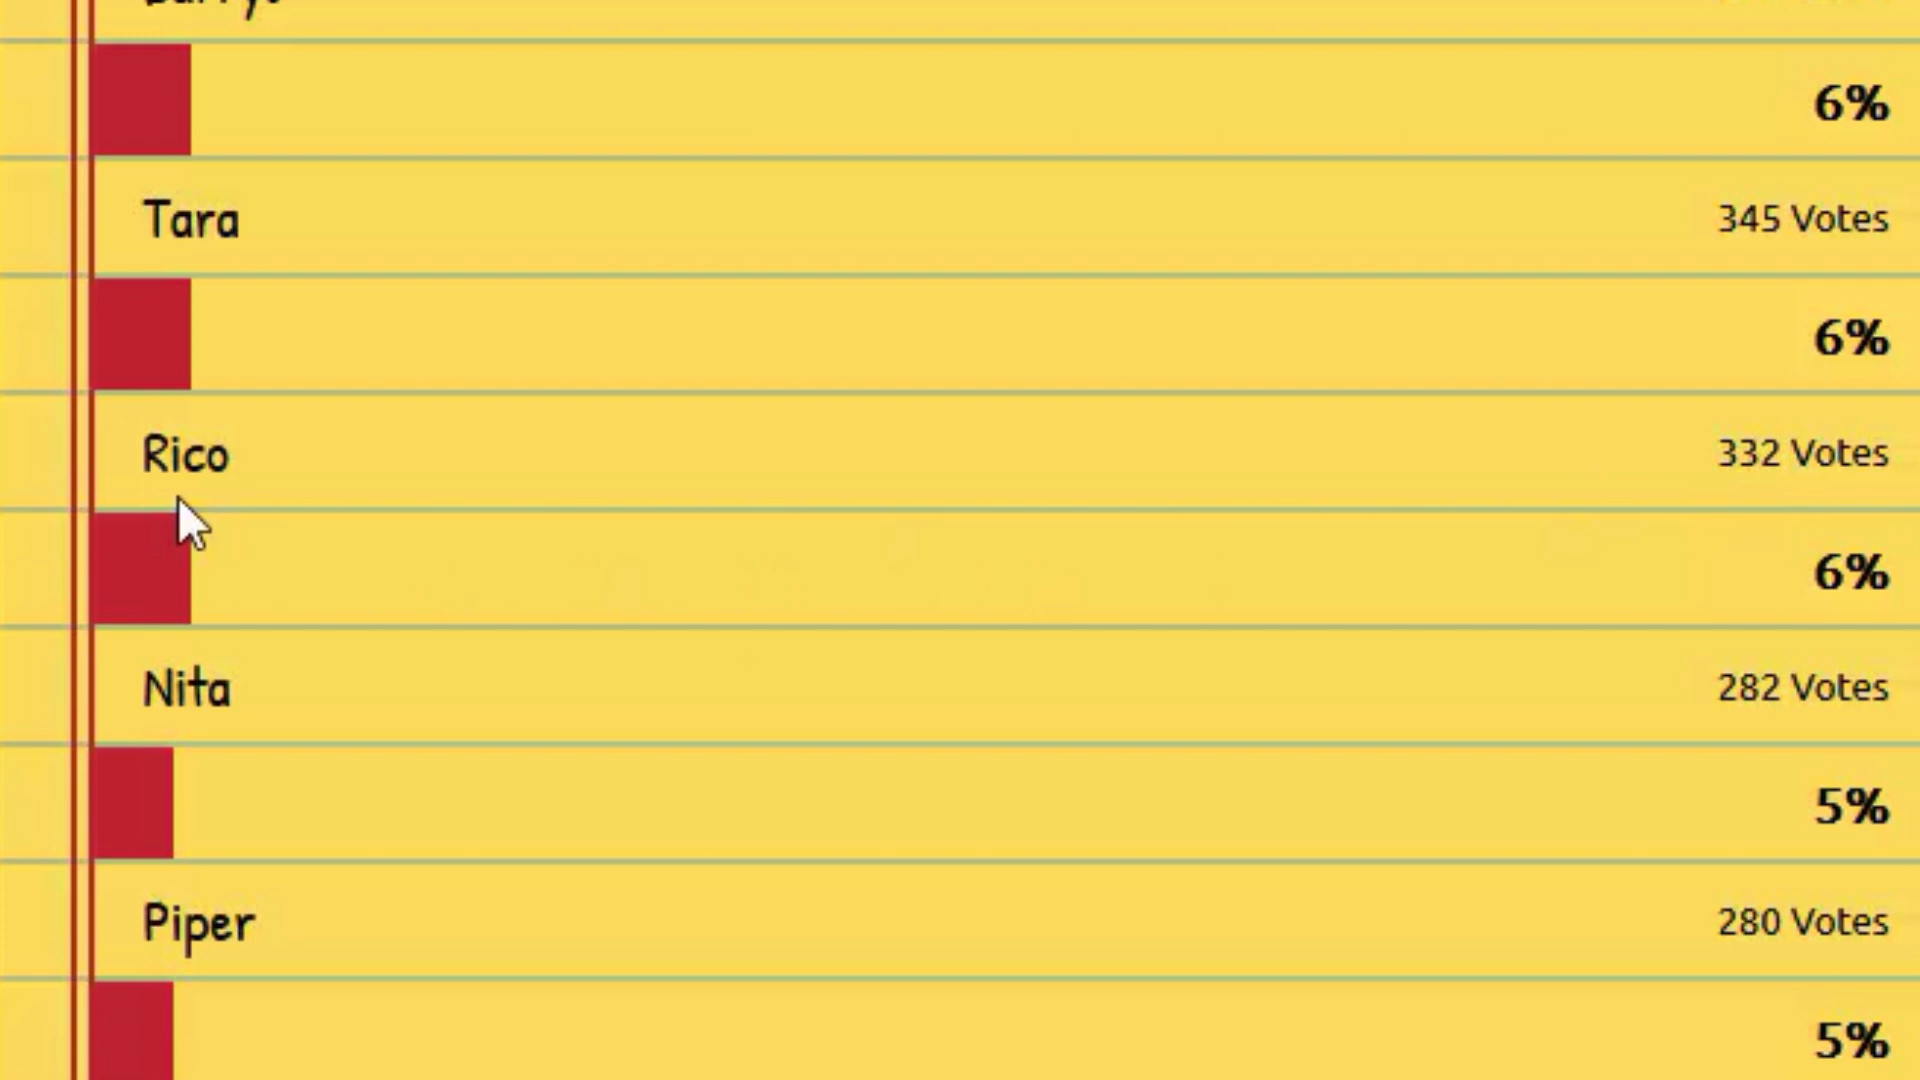 6%
Tara 345 Votes
6%
Rico 332 Votes
6%
Nita 282 Votes
5%
Piper 280 Votes
5%